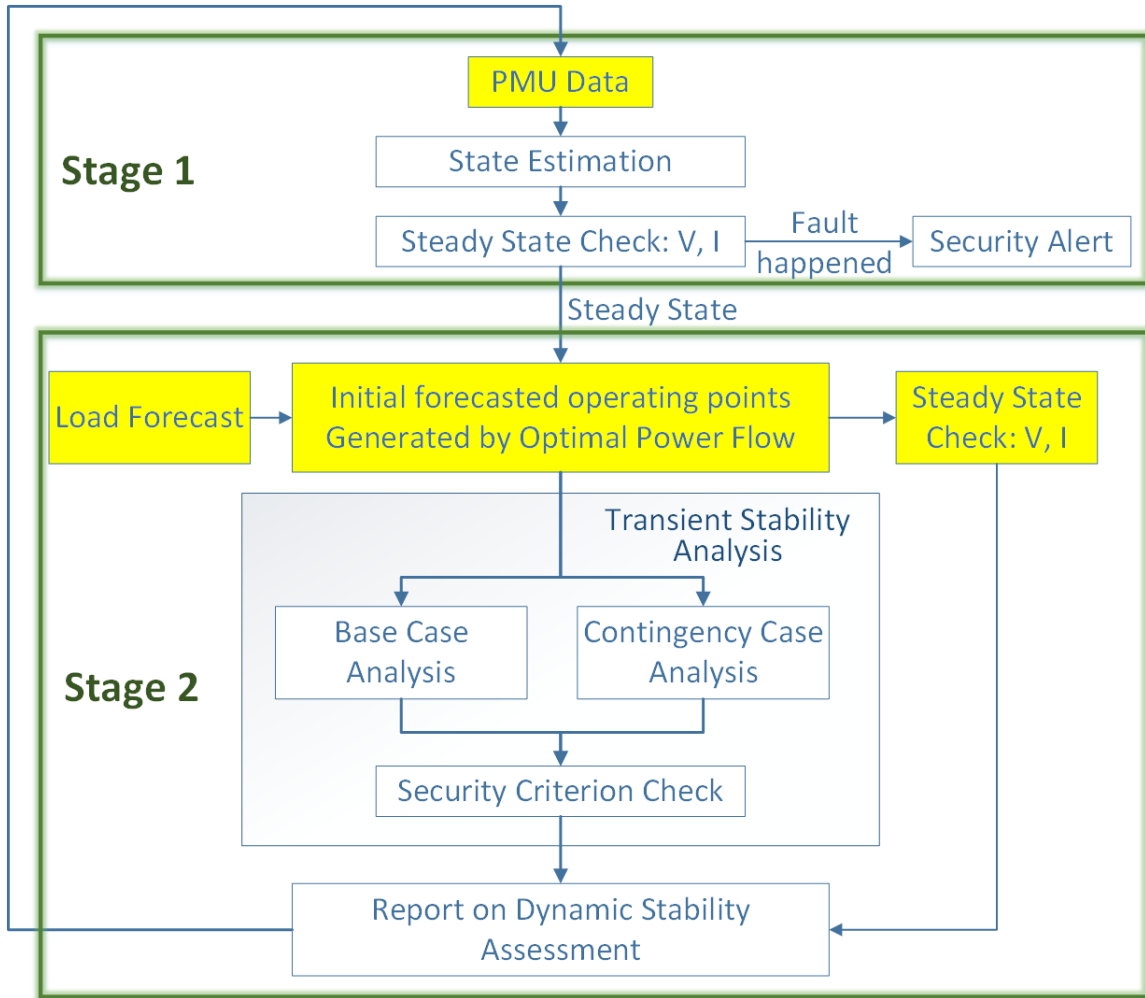 PMU Data
Stage 1
State Estimation
Steady State Check: V, I
Fault
happened
Security Alert
Steady State
Load Forecast
Initial forecasted operating points
Generated by Optimal Power Flow
Steady State
Check: V, I
Transient Stability
Analysis
Base Case
Analysis
Contingency Case
Analysis
Stage 2
Security Criterion Check
Report on Dynamic Stability
Assessment